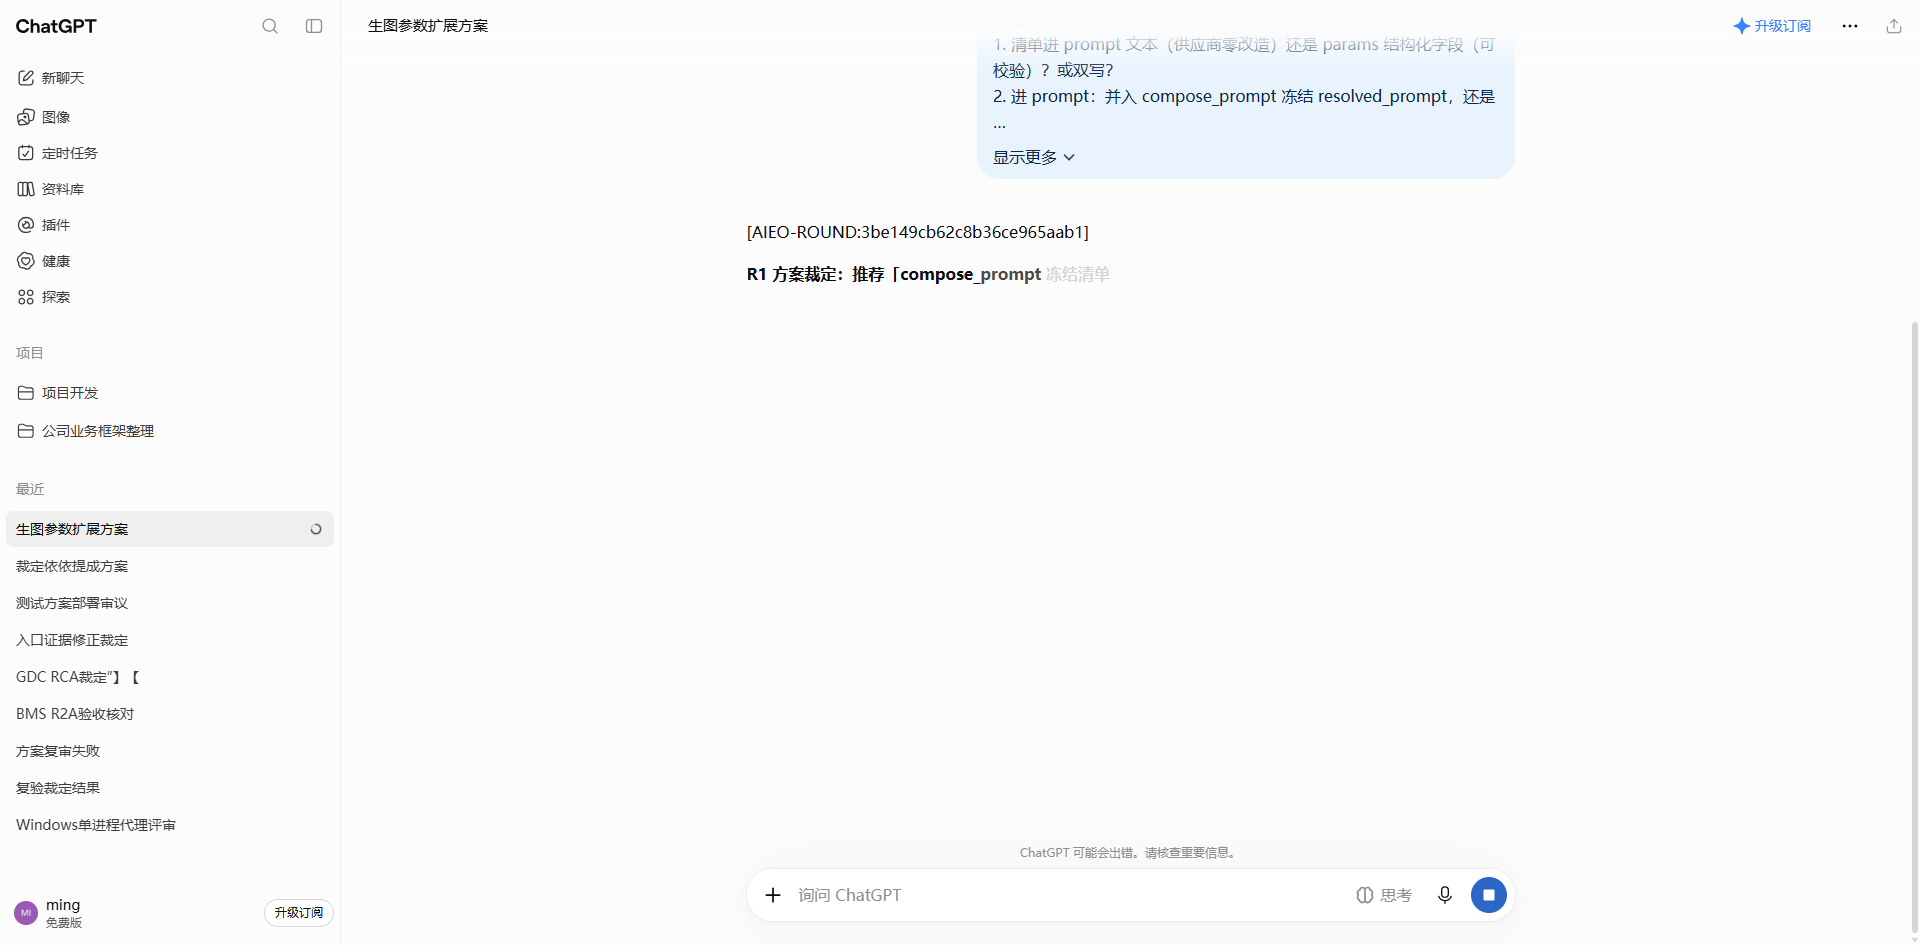 ChatGPT
新聊天
图像
定时任务
资料库
插件
健康
探索
项目
项目开发
公司业务框架整理
最近
生图参数扩展方案
裁定依依提成方案
测试方案部署审议
入口证据修正裁定
GDC RCA裁定”】【
BMS R2A验收核对
方案复审失败
复验裁定结果
Windows单进程代理评审
MI
ming
免费版
升级订阅
生图参数扩展方案
升级订阅
1. 清单进 prompt 文本（供应商零改造）还是 params 结构化字段（可
校验）？或双写？
2. 进 prompt：并入 compose_prompt 冻结 resolved_prompt，还是
...
显示更多
[AIEO-ROUND:3be149cb62c8b36ce965aab1]
R1 方案裁定：推荐「compose_prompt 冻结清单
ChatGPT 可能会出错。请核查重要信息。
询问 ChatGPT
思考